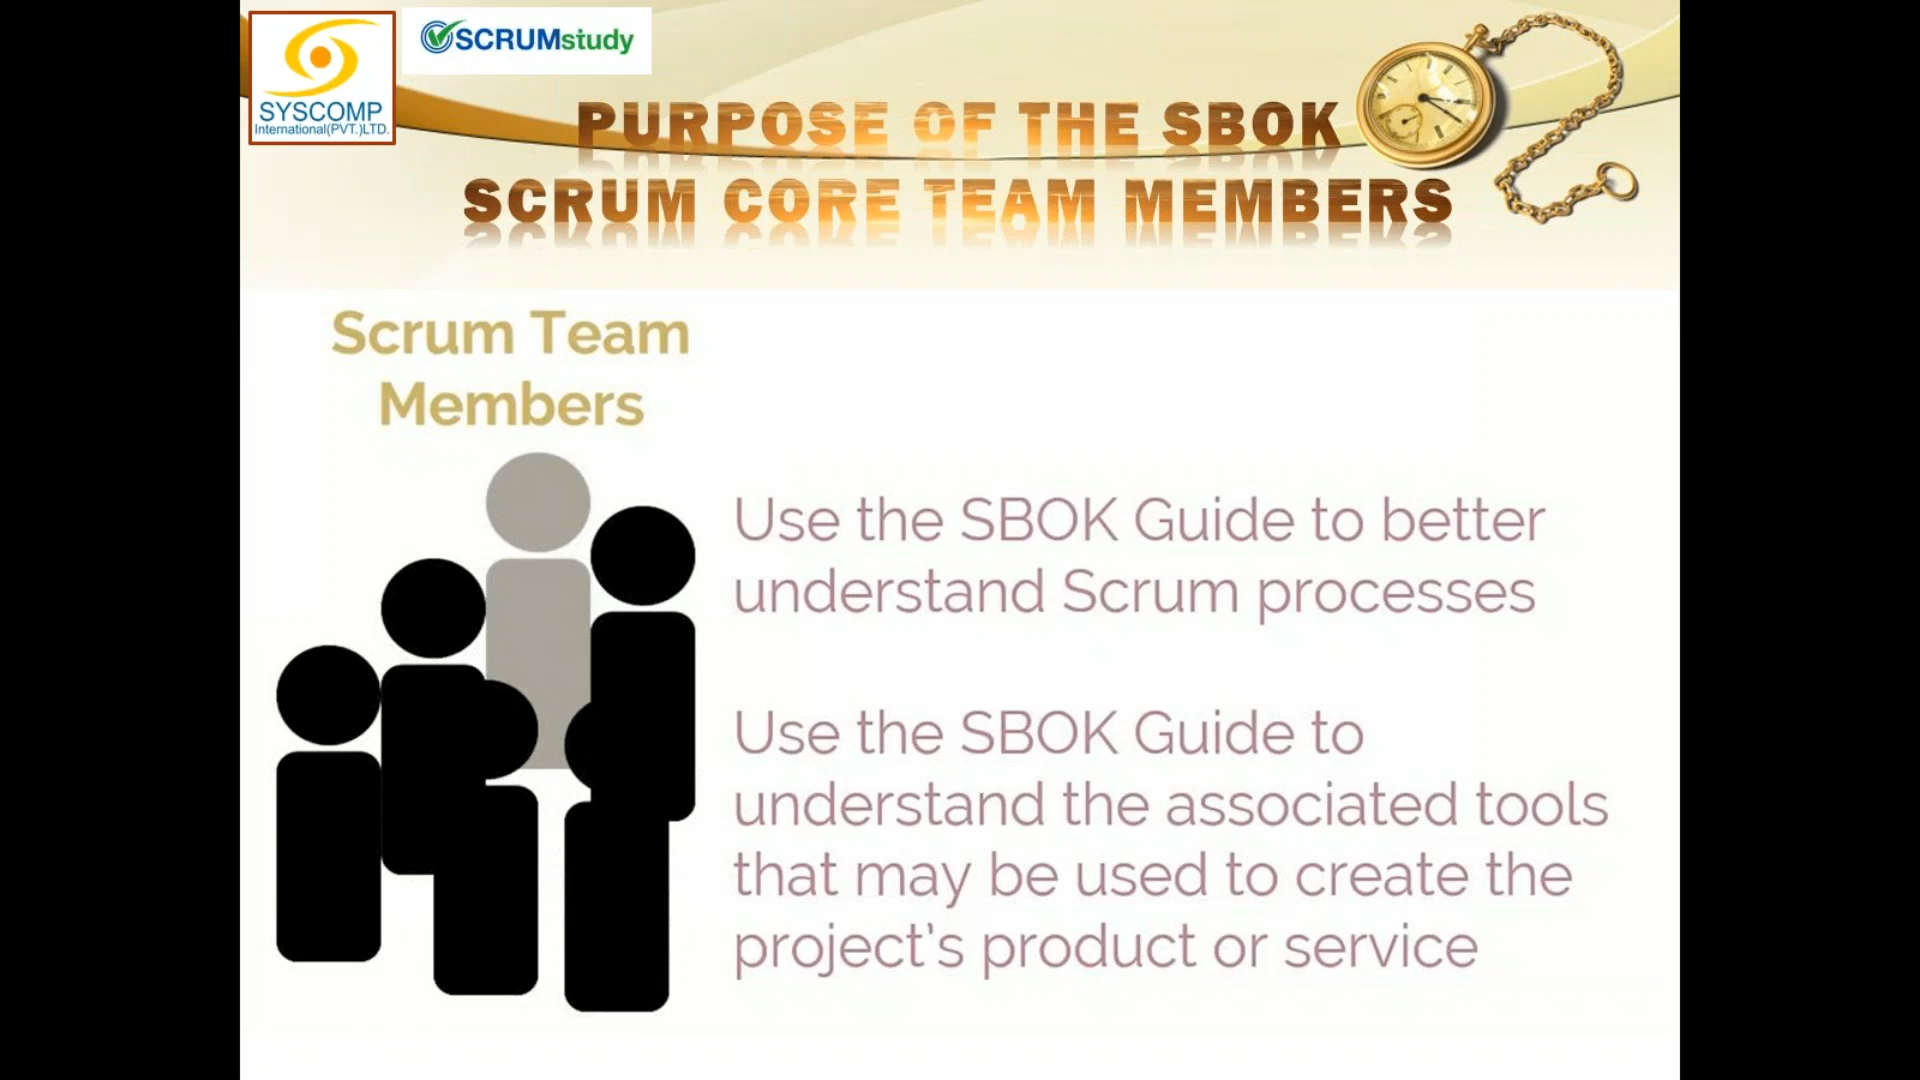 SYSCOMP
International(PVT.)LTD.
SCRUMstudy
PURPOSE OF THE SBOK
SCRUM CORE TEAM MEMBERS
Scrum Team
Members
Use the SBOK Guide to better
understand Scrum processes
Use the SBOK Guide to
understand the associated tools
that may be used to create the
project's product or service